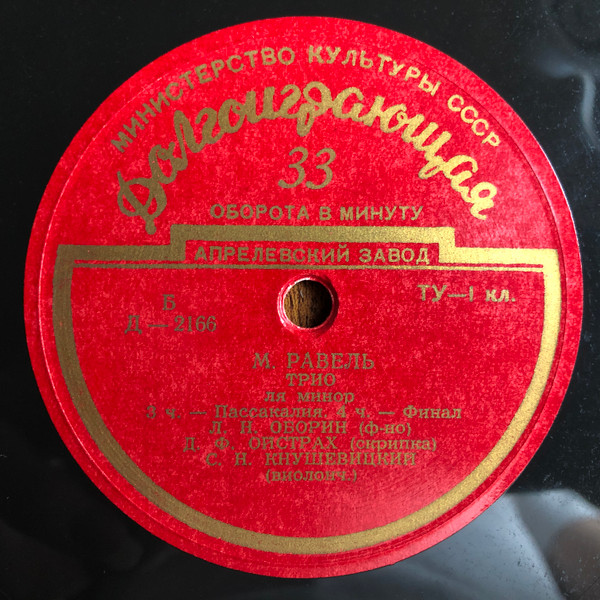 МИНИСТЕРСТВО КУЛЬТУРЫ СССР
Долгоиграющая
33
ОБОРОТА В МИНУТУ
АПРЕЛЕВСКИЙ ЗАВОД
ТУ—1 кл.
Б
Д—2166
М. РАВЕЛЬ
ТРИО
ля минор
3 ч. — Пассакалия. 4 ч. — Финал
Л. Н. ОБОРИН (ф-но)
Д. Ф. ОЙСТРАХ (скрипка)
С. Н. КНУШЕВИЦКИЙ
(виолонч.)